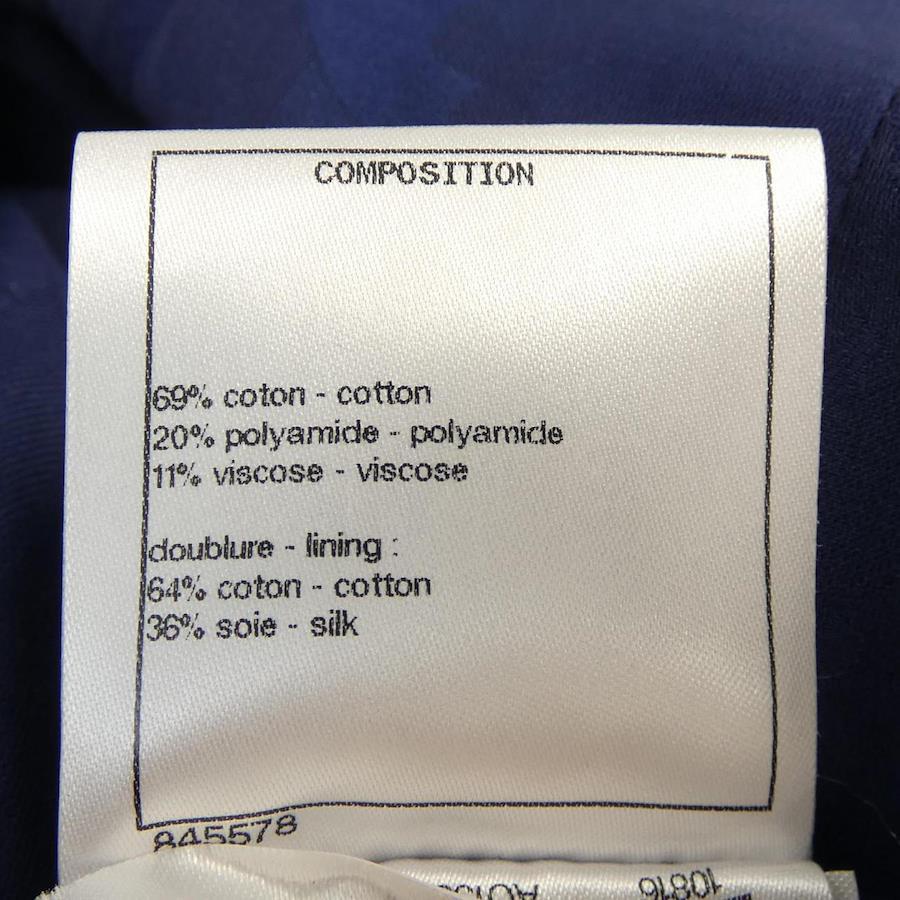 COMPOSITION
69% coton - cotton
20% polyamide - polyamide
11% viscose - viscose
doublure - lining :
64% coton - cotton
36% soie - silk
845578
10816